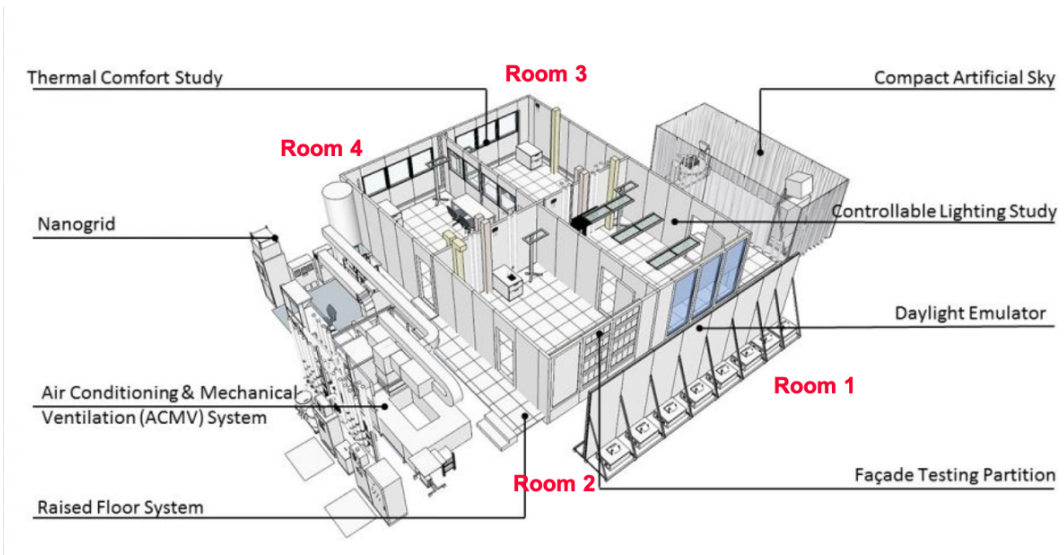 Thermal Comfort Study
Room 3
Compact Artificial Sky
Room 4
Nanogrid
Controllable Lighting Study
Daylight Emulator
Room 1
Air Conditioning & Mechanical
Ventilation (ACMV) System
Room 2
Façade Testing Partition
Raised Floor System